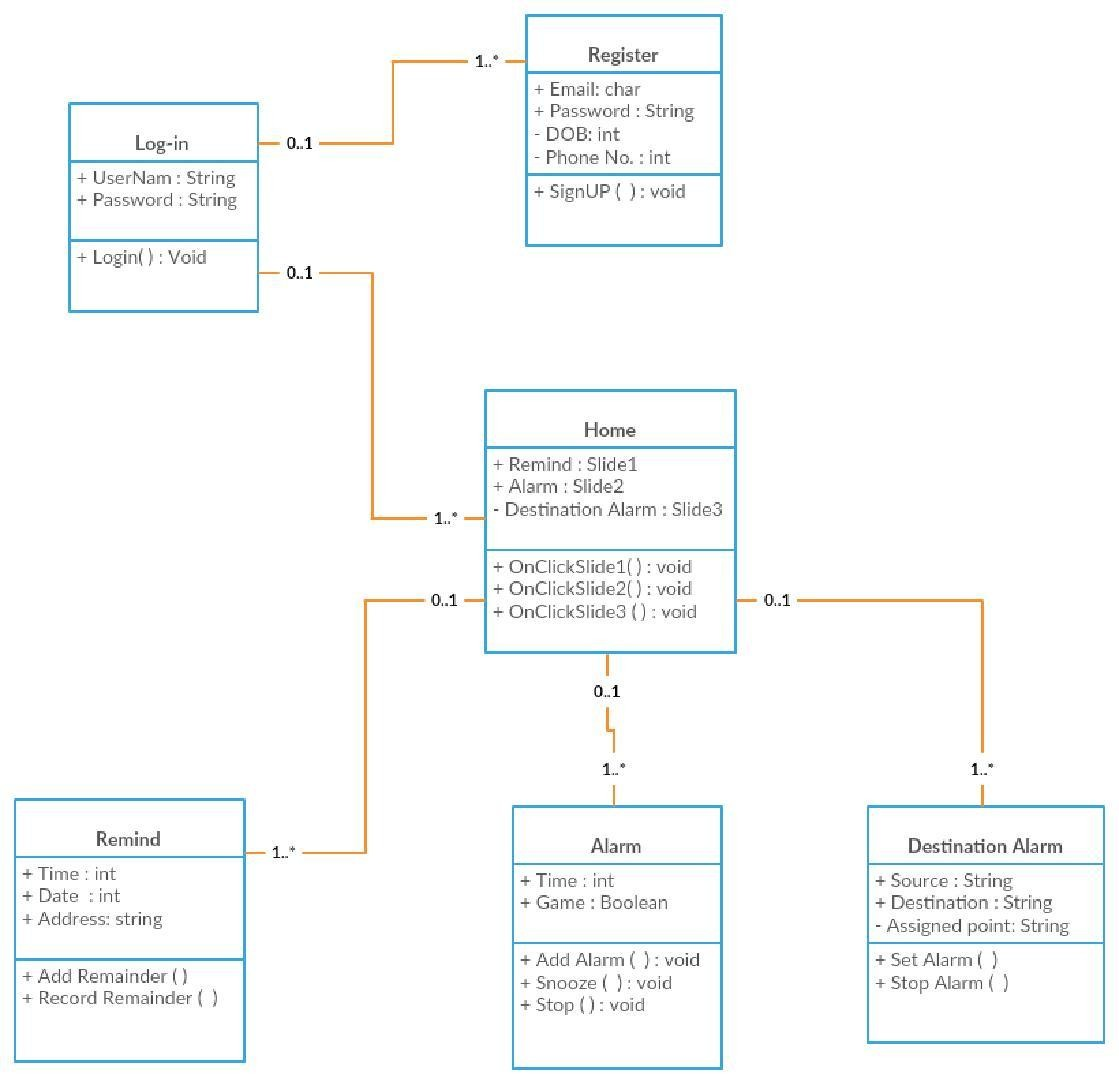 Register
+ Email: char
+ Password : String
- DOB: int
- Phone No. : int
+ SignUP ( ) : void
1..*
Log-in
+ UserNam : String
+ Password : String
+ Login( ) : Void
0..1
0..1
Home
+ Remind : Slide1
+ Alarm : Slide2
- Destination Alarm : Slide3
+ OnClickSlide1( ) : void
+ OnClickSlide2( ) : void
+ OnClickSlide3 ( ) : void
1..*
0..1
0..1
0..1
1..*
1..*
Remind
+ Time : int
+ Date : int
+ Address: string
+ Add Remainder ( )
+ Record Remainder ( )
1..*
Alarm
+ Time : int
+ Game : Boolean
+ Add Alarm ( ) : void
+ Snooze ( ) : void
+ Stop ( ) : void
Destination Alarm
+ Source : String
+ Destination : String
- Assigned point: String
+ Set Alarm ( )
+ Stop Alarm ( )